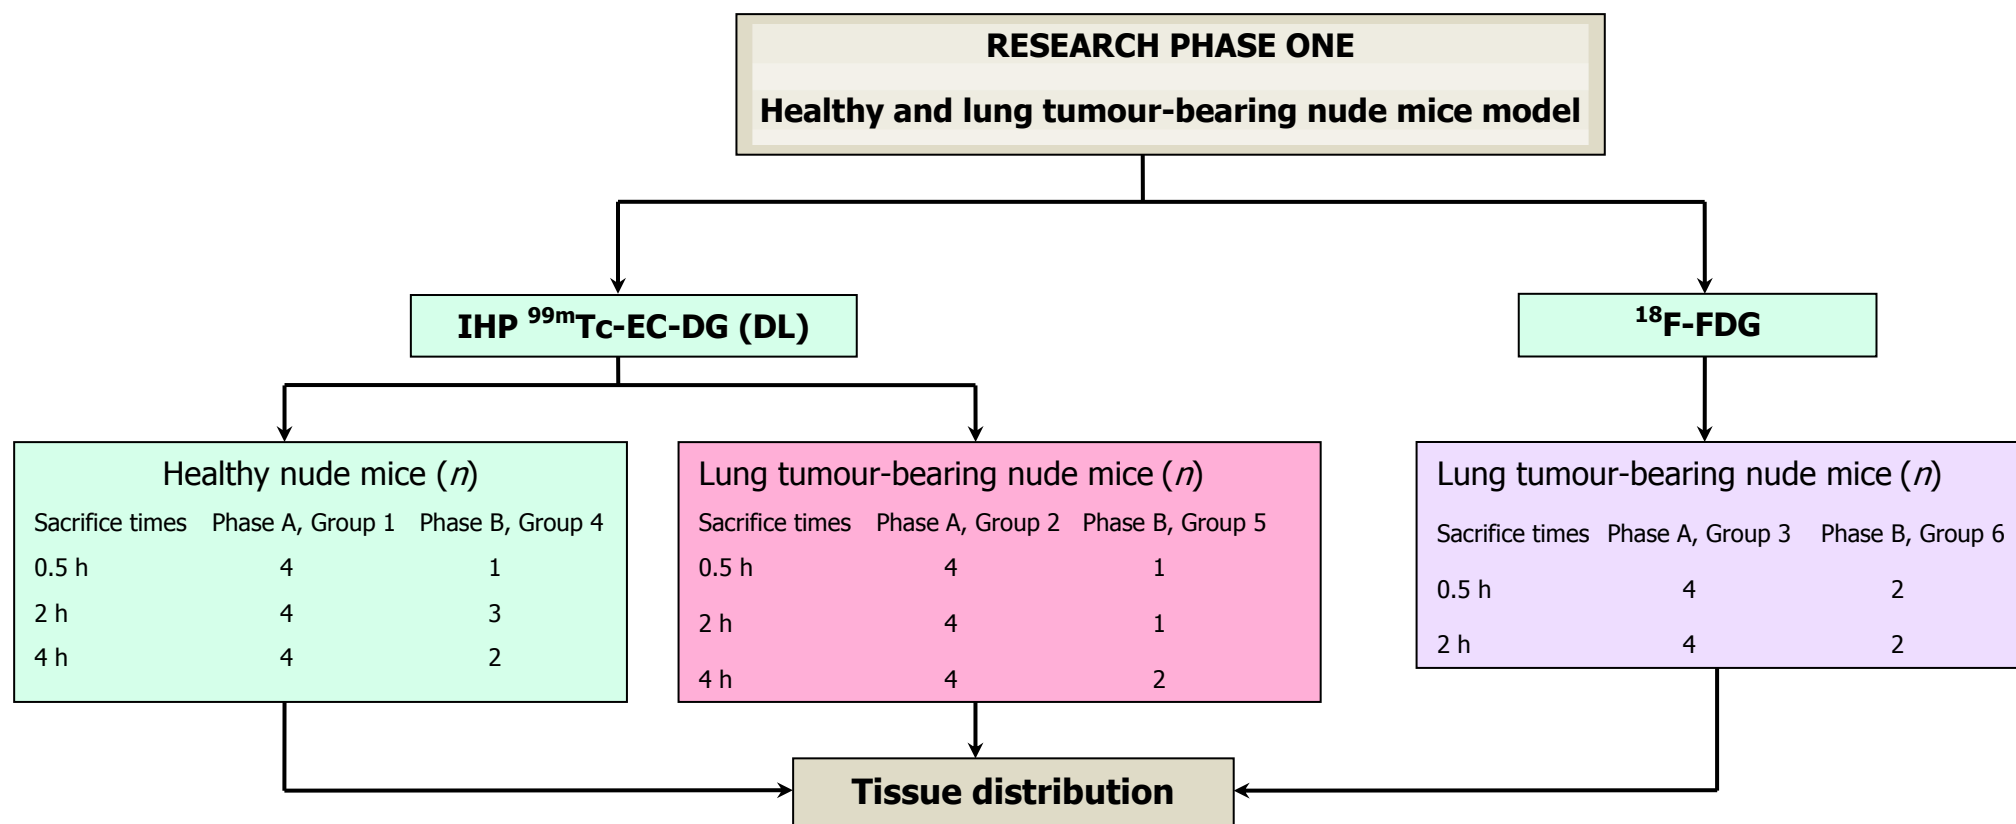 RESEARCH PHASE ONE
Healthy and lung tumour-bearing nude mice model
IHP 99mTc-EC-DG (DL)
18F-FDG
Healthy nude mice (n)
Sacrifice times Phase A, Group 1 Phase B, Group 4
0.5 h 4 1
2 h 4 3
4 h 4 2
Lung tumour-bearing nude mice (n)
Sacrifice times Phase A, Group 2 Phase B, Group 5
0.5 h 4 1
2 h 4 1
4 h 4 2
Lung tumour-bearing nude mice (n)
Sacrifice times Phase A, Group 3 Phase B, Group 6
0.5 h 4 2
2 h 4 2
Tissue distribution